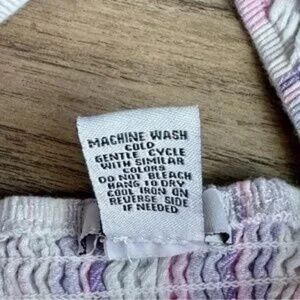 MACHINE WASH
COLD
GENTLE CYCLE
WITH SIMILAR
COLORS
DO NOT BLEACH
HANG TO DRY
COOL IRON ON
REVERSE SIDE
IF NEEDED